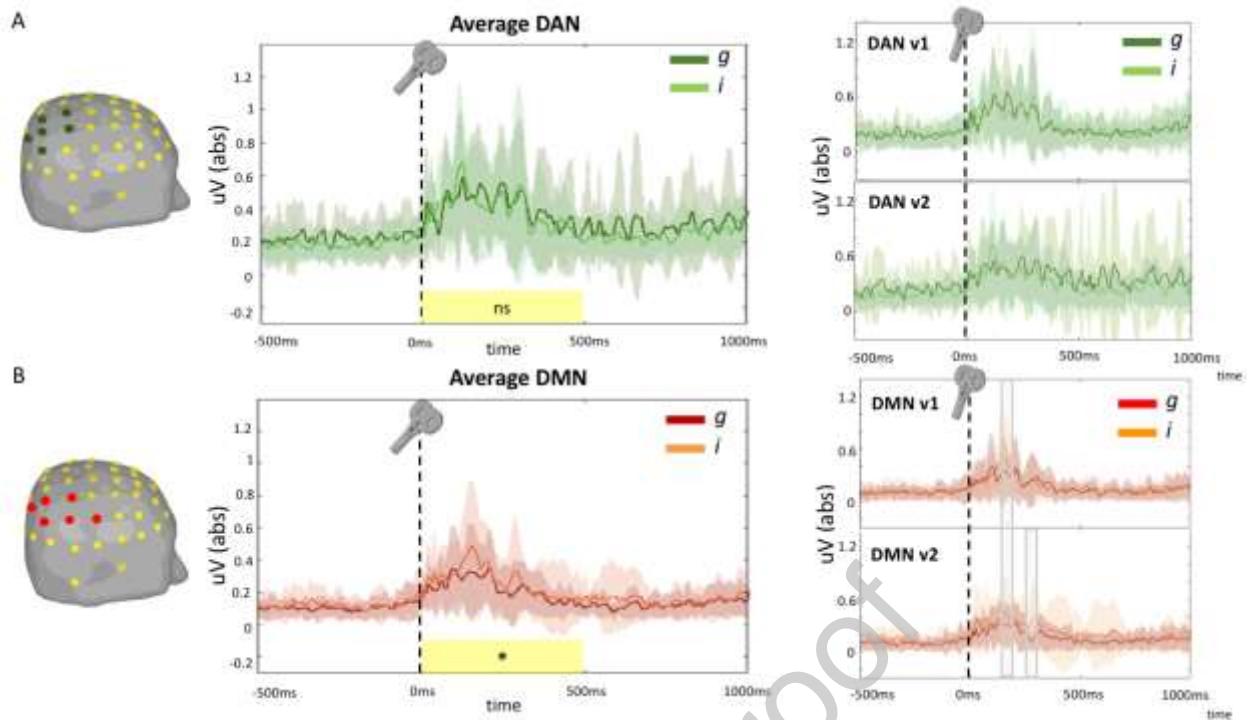 A
Average DAN
g
i
uV (abs)
1.2
1
0.8
0.6
0.4
0.2
0
-0.2
ns
-500ms
0ms
500ms
1000ms
time
DAN v1
g
i
1.2
0.6
0
uV (abs)
DAN v2
1.2
0.6
0
-500ms
0ms
500ms
1000ms
time
B
Average DMN
g
i
uV (abs)
1.2
1
0.8
0.6
0.4
0.2
0
-0.2
-500ms
0ms
500ms
1000ms
time
DMN v1
g
i
1.2
0.6
0
uV (abs)
DMN v2
1.2
0.6
0
-500ms
0ms
500ms
1000ms
time
roof